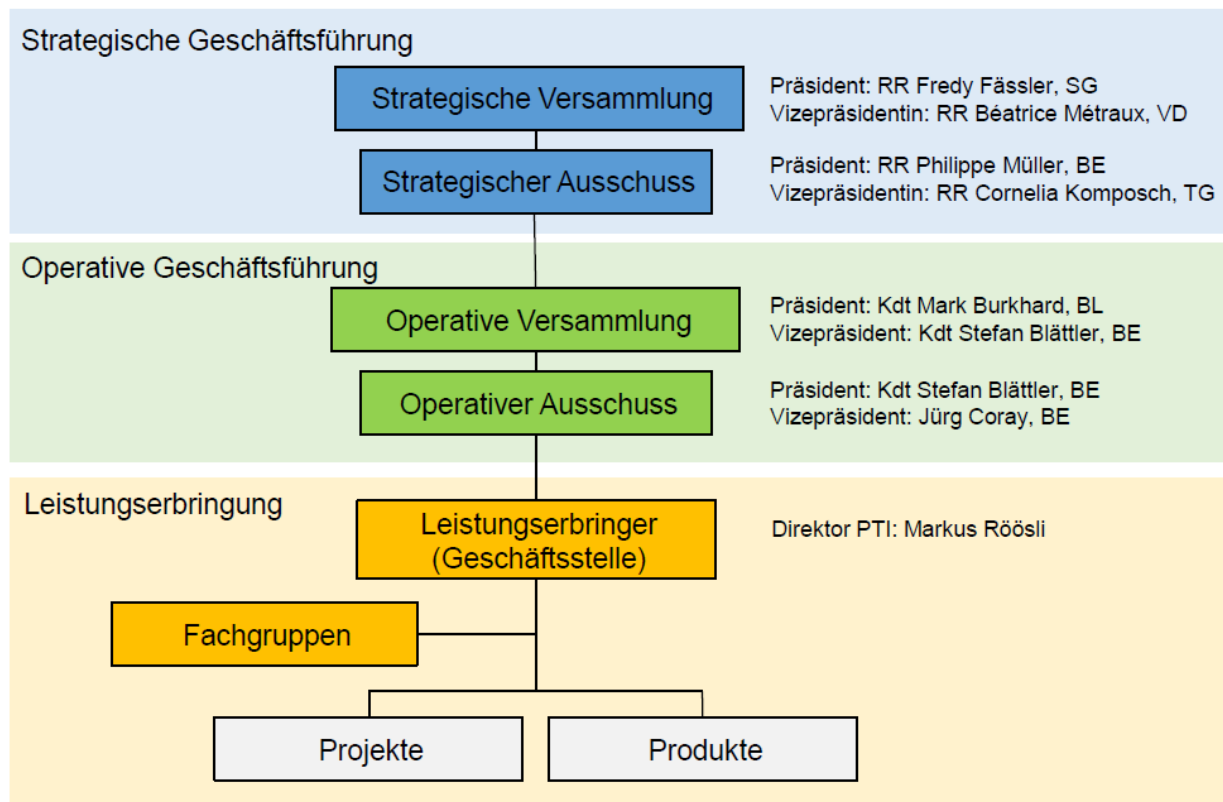 Strategische Geschäftsführung
Strategische Versammlung
Präsident: RR Fredy Fässler, SG
Vizepräsidentin: RR Béatrice Métraux, VD
Strategischer Ausschuss
Präsident: RR Philippe Müller, BE
Vizepräsidentin: RR Cornelia Komposch, TG
Operative Geschäftsführung
Operative Versammlung
Präsident: Kdt Mark Burkhard, BL
Vizepräsident: Kdt Stefan Blättler, BE
Operativer Ausschuss
Präsident: Kdt Stefan Blättler, BE
Vizepräsident: Jürg Coray, BE
Leistungserbringung
Leistungserbringer
(Geschäftsstelle)
Direktor PTI: Markus Röösli
Fachgruppen
Projekte
Produkte